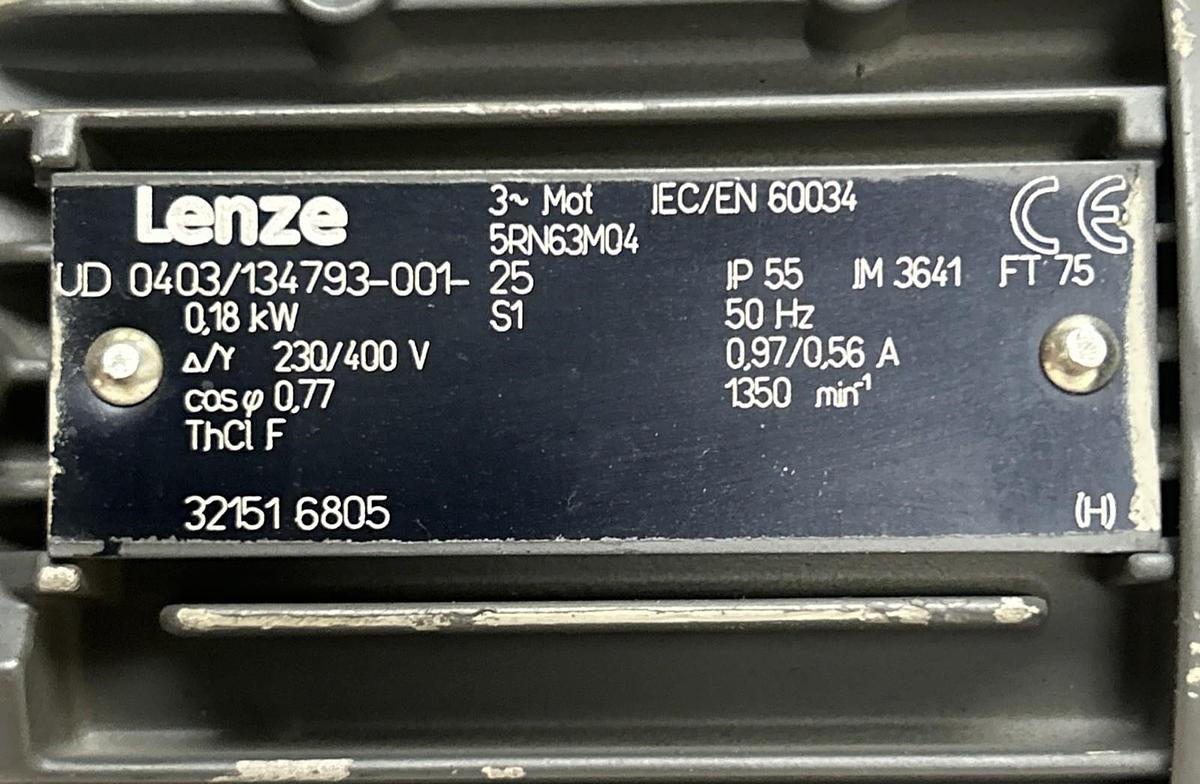 Lenze 3~ Mot IEC/EN 60034 CE
5RN63M04
UD 0403/134793-001-25 IP 55 IM 3641 FT 75
0,18 kW S1 50 Hz
Δ/Y 230/400 V 0,97/0,56 A
cosφ 0,77 1350 min⁻¹
ThCl F
32151 6805 (H)